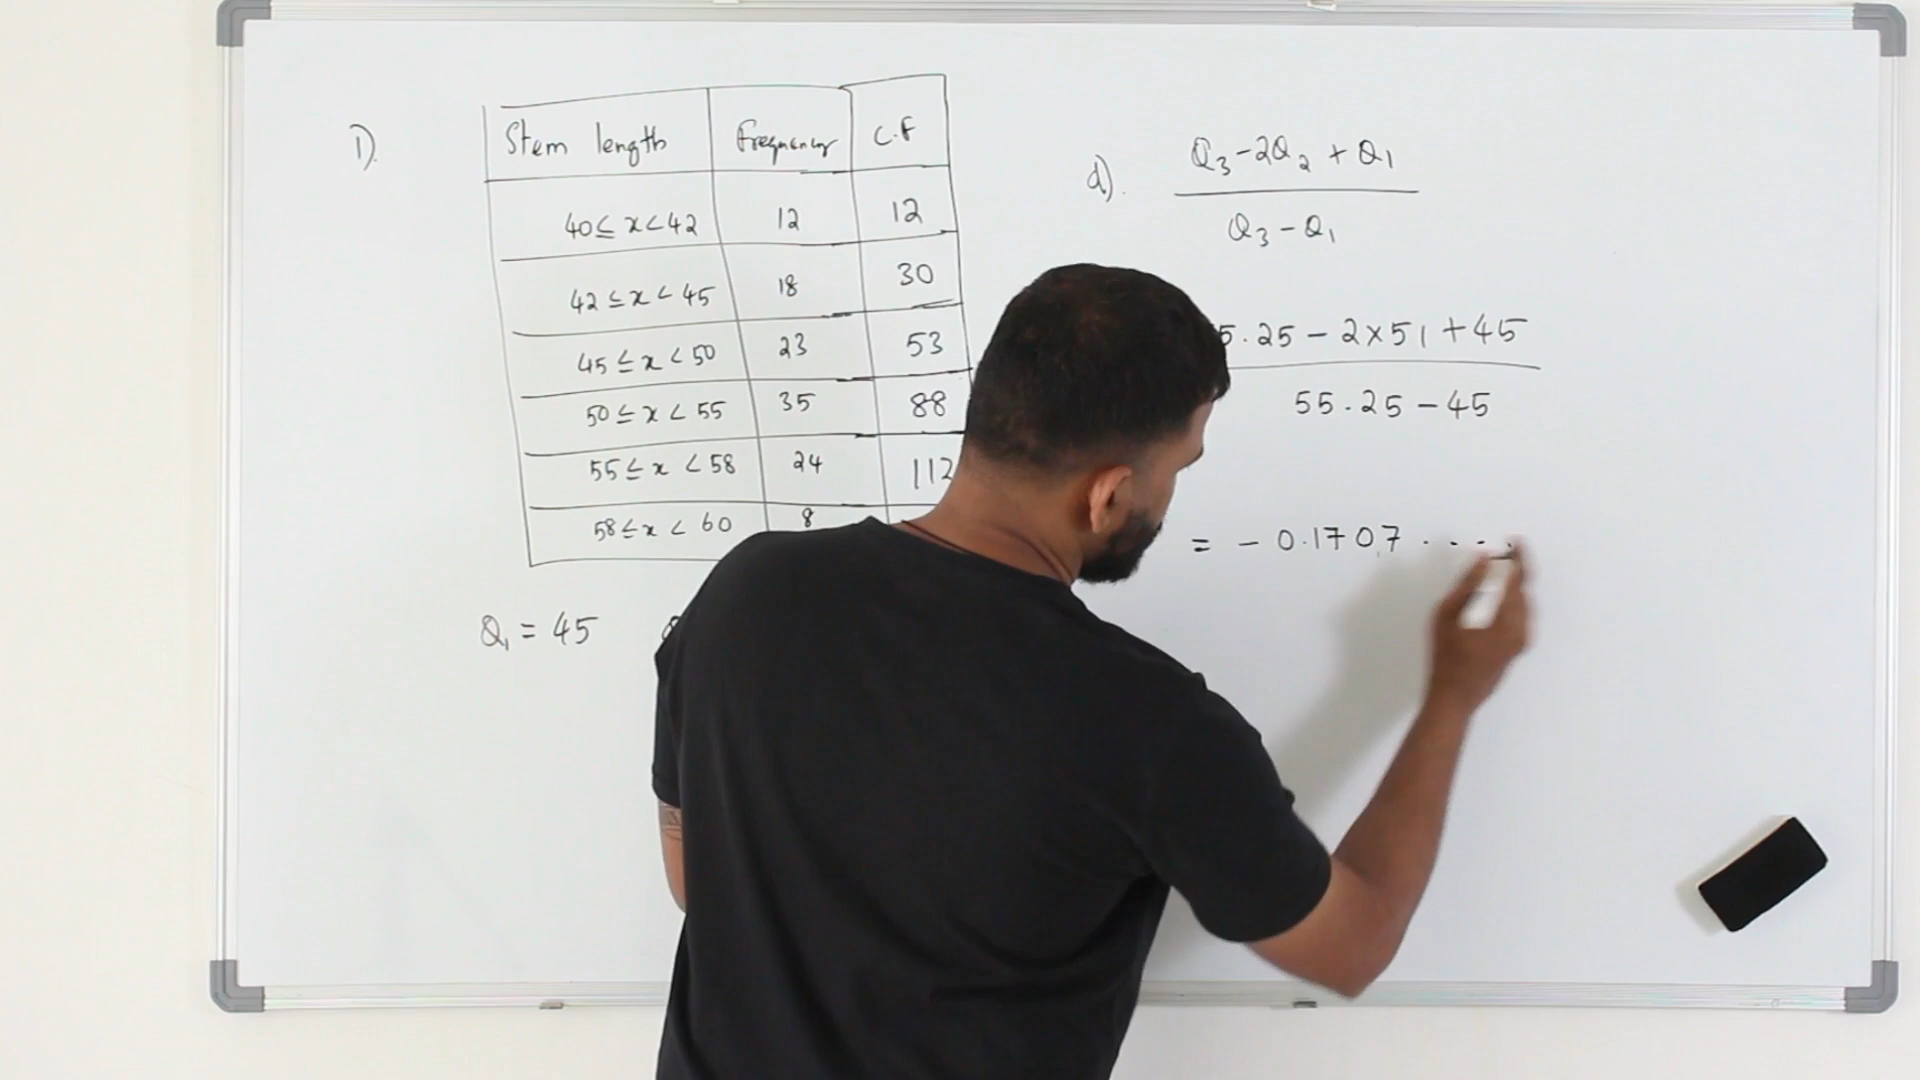 1).
Stem length Frequency C.F
40 ≤ x < 42 12 12
42 ≤ x < 45 18 30
45 ≤ x < 50 23 53
50 ≤ x < 55 35 88
55 ≤ x < 58 24 112
58 ≤ x < 60 8
Q₁ = 45
d). Q₃ - 2Q₂ + Q₁
Q₃ - Q₁
5.25 - 2×51 + 45
55.25 - 45
= - 0.1707 ....